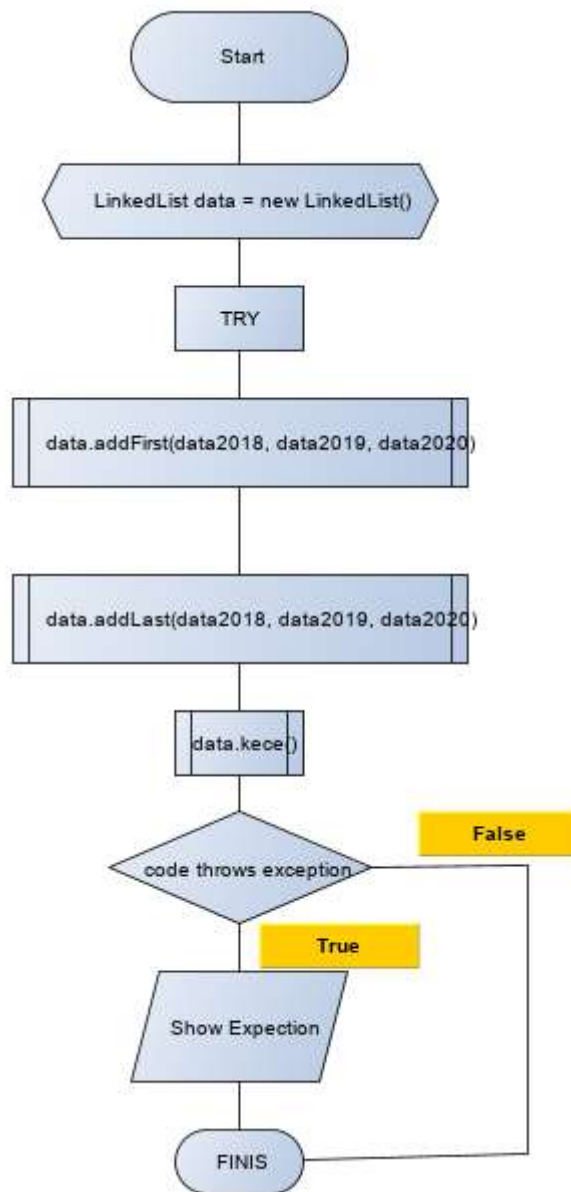 Start
LinkedList data = new LinkedList()
TRY
data.addFirst(data2018, data2019, data2020)
data.addLast(data2018, data2019, data2020)
data.kece()
False
code throws exception
True
Show Expection
FINIS